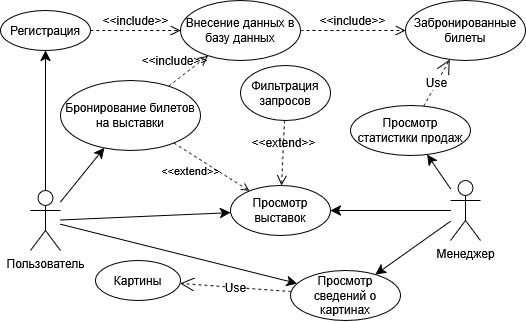 Регистрация
<<include>>
Внесение данных в
базу данных
<<include>>
Забронированные
билеты
<<include>>
Фильтрация
запросов
Use
Бронирование билетов
на выставки
Просмотр
статистики продаж
<<extend>>
<<extend>>
Просмотр
выставок
Пользователь
Менеджер
Картины
Use
Просмотр
сведений о
картинах